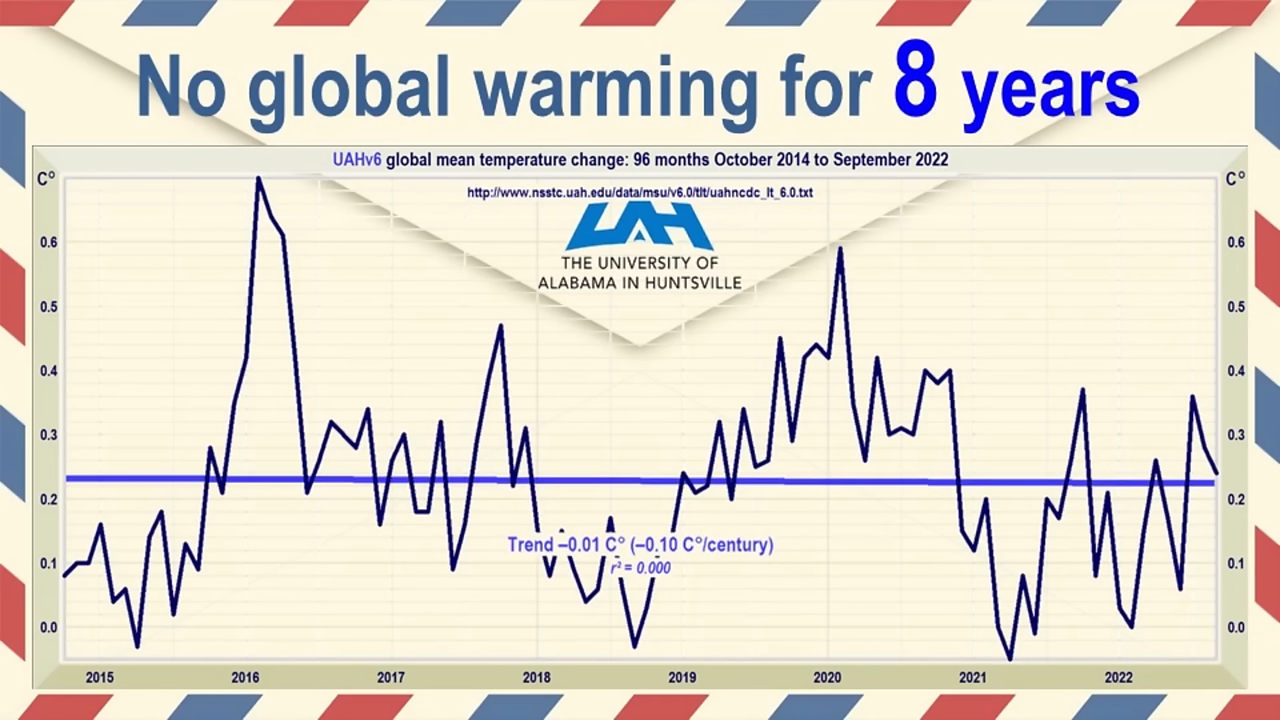 No global warming for 8 years
UAHv6 global mean temperature change: 96 months October 2014 to September 2022
C° C°
http://www.nsstc.uah.edu/data/msu/v6.0/tlt/uahncdc_lt_6.0.txt
UAH
THE UNIVERSITY OF
ALABAMA IN HUNTSVILLE
0.6 0.6
0.5 0.5
0.4 0.4
0.3 0.3
0.2 0.2
Trend –0.01 C° (–0.10 C°/century)
r² = 0.000
0.1 0.1
0.0 0.0
2015 2016 2017 2018 2019 2020 2021 2022